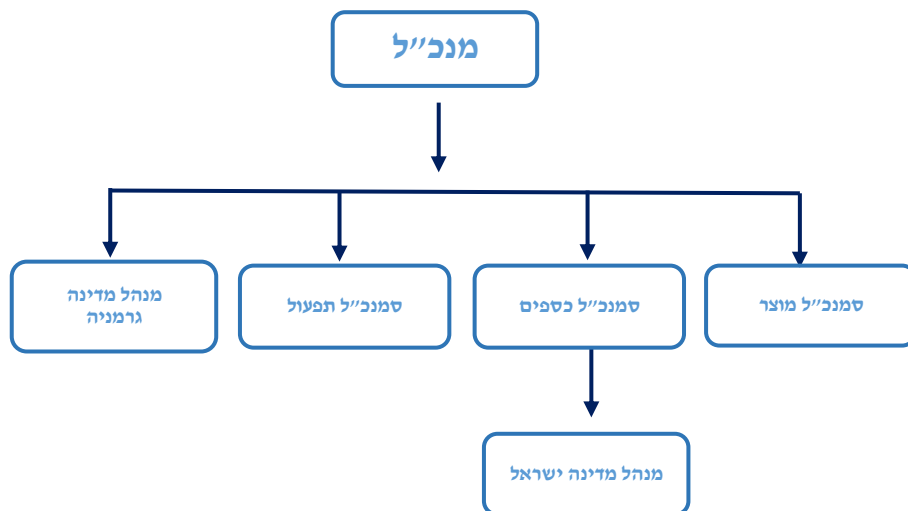 מנכ״ל
סמנכ״ל מוצר
סמנכ״ל כספים
סמנכ״ל תפעול
מנהל מדינה
גרמניה
מנהל מדינה ישראל